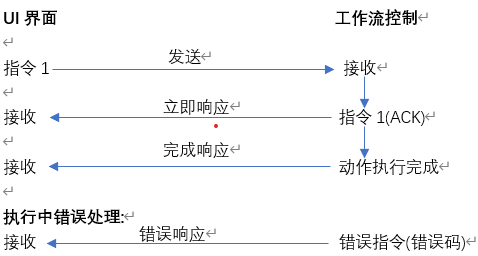 UI 界面 工作流控制
发送
指令 1 接收
立即响应
接收 指令 1(ACK)
完成响应
接收 动作执行完成
执行中错误处理:
错误响应
接收 错误指令(错误码)